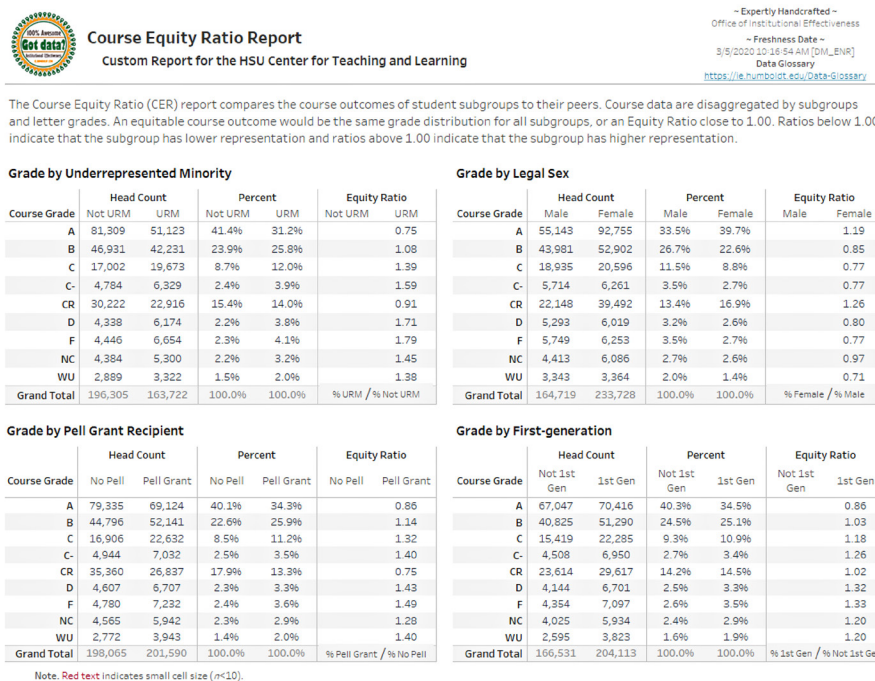 100% Awesome
Got data?
Course Equity Ratio Report
Custom Report for the HSU Center for Teaching and Learning
~ Expertly Handcrafted ~
Office of Institutional Effectiveness
~ Freshness Date ~
3/5/2020 10:16:54 AM [DM_ENR]
Data Glossary
https://ie.humboldt.edu/Data-Glossary
The Course Equity Ratio (CER) report compares the course outcomes of student subgroups to their peers. Course data are disaggregated by subgroups
and letter grades. An equitable course outcome would be the same grade distribution for all subgroups, or an Equity Ratio close to 1.00. Ratios below 1.00
indicate that the subgroup has lower representation and ratios above 1.00 indicate that the subgroup has higher representation.
Grade by Underrepresented Minority
Head Count Percent Equity Ratio
Course Grade Not URM URM Not URM URM Not URM URM
A 81,309 51,123 41.4% 31.2% 0.75
B 46,931 42,231 23.9% 25.8% 1.08
C 17,002 19,673 8.7% 12.0% 1.39
C- 4,784 6,329 2.4% 3.9% 1.59
CR 30,222 22,916 15.4% 14.0% 0.91
D 4,338 6,174 2.2% 3.8% 1.71
F 4,446 6,654 2.3% 4.1% 1.79
NC 4,384 5,300 2.2% 3.2% 1.45
WU 2,889 3,322 1.5% 2.0% 1.38
Grand Total 196,305 163,722 100.0% 100.0% % URM / % Not URM
Grade by Legal Sex
Head Count Percent Equity Ratio
Course Grade Male Female Male Female Male Female
A 55,143 92,755 33.5% 39.7% 1.19
B 43,981 52,902 26.7% 22.6% 0.85
C 18,935 20,596 11.5% 8.8% 0.77
C- 5,714 6,261 3.5% 2.7% 0.77
CR 22,148 39,492 13.4% 16.9% 1.26
D 5,293 6,019 3.2% 2.6% 0.80
F 5,749 6,253 3.5% 2.7% 0.77
NC 4,413 6,086 2.7% 2.6% 0.97
WU 3,343 3,364 2.0% 1.4% 0.71
Grand Total 164,719 233,728 100.0% 100.0% % Female / % Male
Grade by Pell Grant Recipient
Head Count Percent Equity Ratio
Course Grade No Pell Pell Grant No Pell Pell Grant No Pell Pell Grant
A 79,335 69,124 40.1% 34.3% 0.86
B 44,796 52,141 22.6% 25.9% 1.14
C 16,906 22,632 8.5% 11.2% 1.32
C- 4,944 7,032 2.5% 3.5% 1.40
CR 35,360 26,837 17.9% 13.3% 0.75
D 4,607 6,707 2.3% 3.3% 1.43
F 4,780 7,232 2.4% 3.6% 1.49
NC 4,565 5,942 2.3% 2.9% 1.28
WU 2,772 3,943 1.4% 2.0% 1.40
Grand Total 198,065 201,590 100.0% 100.0% % Pell Grant / % No Pell
Grade by First-generation
Head Count Percent Equity Ratio
Course Grade Not 1st Gen 1st Gen Not 1st Gen 1st Gen Not 1st Gen 1st Gen
A 67,047 70,416 40.3% 34.5% 0.86
B 40,825 51,290 24.5% 25.1% 1.03
C 15,419 22,285 9.3% 10.9% 1.18
C- 4,508 6,950 2.7% 3.4% 1.26
CR 23,614 29,617 14.2% 14.5% 1.02
D 4,144 6,701 2.5% 3.3% 1.32
F 4,354 7,097 2.6% 3.5% 1.33
NC 4,025 5,934 2.4% 2.9% 1.20
WU 2,595 3,823 1.6% 1.9% 1.20
Grand Total 166,531 204,113 100.0% 100.0% % 1st Gen / % Not 1st Ge
Note. Red text indicates small cell size (n<10).